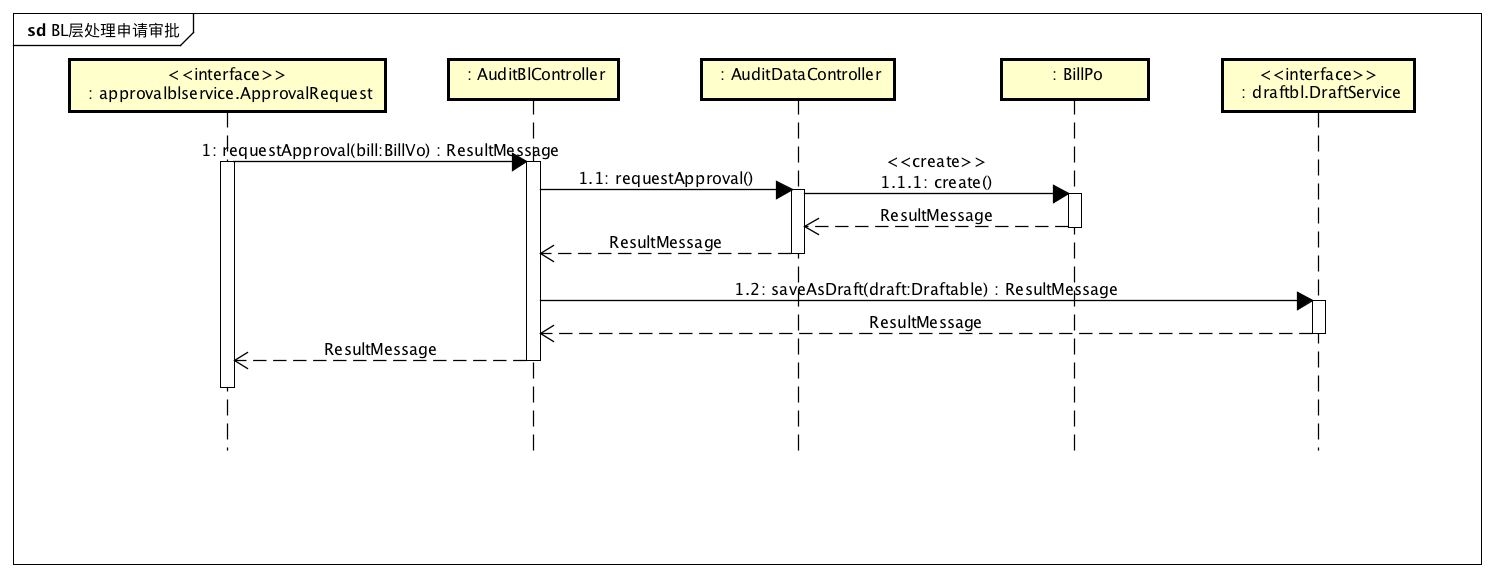 sd BL层处理申请审批
<<interface>>
: approvalblservice.ApprovalRequest
: AuditBlController
: AuditDataController
: BillPo
<<interface>>
: draftbl.DraftService
1: requestApproval(bill:BillVo) : ResultMessage
<<create>>
1.1: requestApproval()
1.1.1: create()
ResultMessage
ResultMessage
1.2: saveAsDraft(draft:Draftable) : ResultMessage
ResultMessage
ResultMessage